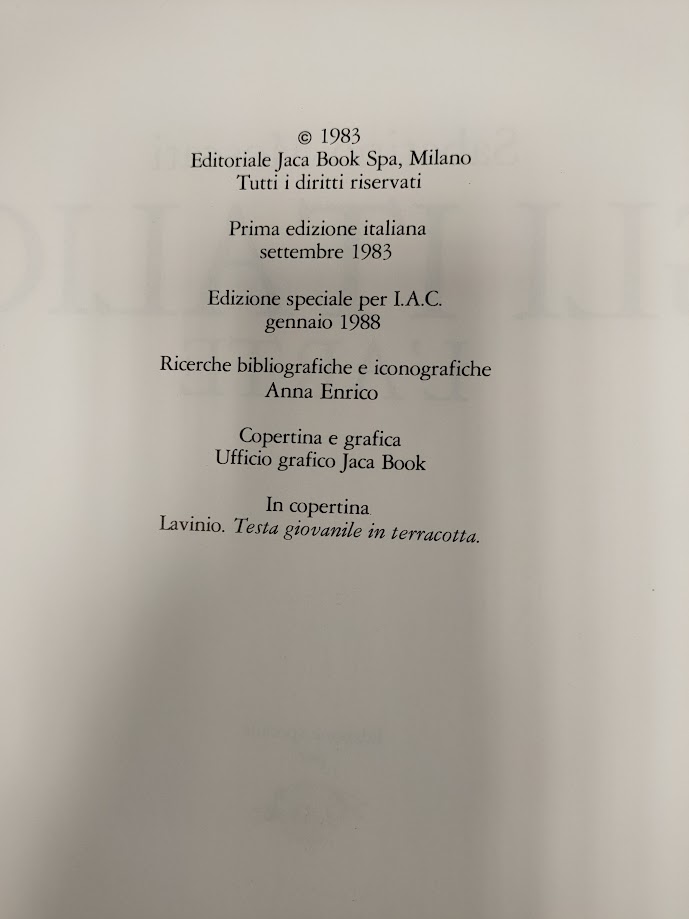 © 1983
Editoriale Jaca Book Spa, Milano
Tutti i diritti riservati
Prima edizione italiana
settembre 1983
Edizione speciale per I.A.C.
gennaio 1988
Ricerche bibliografiche e iconografiche
Anna Enrico
Copertina e grafica
Ufficio grafico Jaca Book
In copertina
Lavinio. Testa giovanile in terracotta.